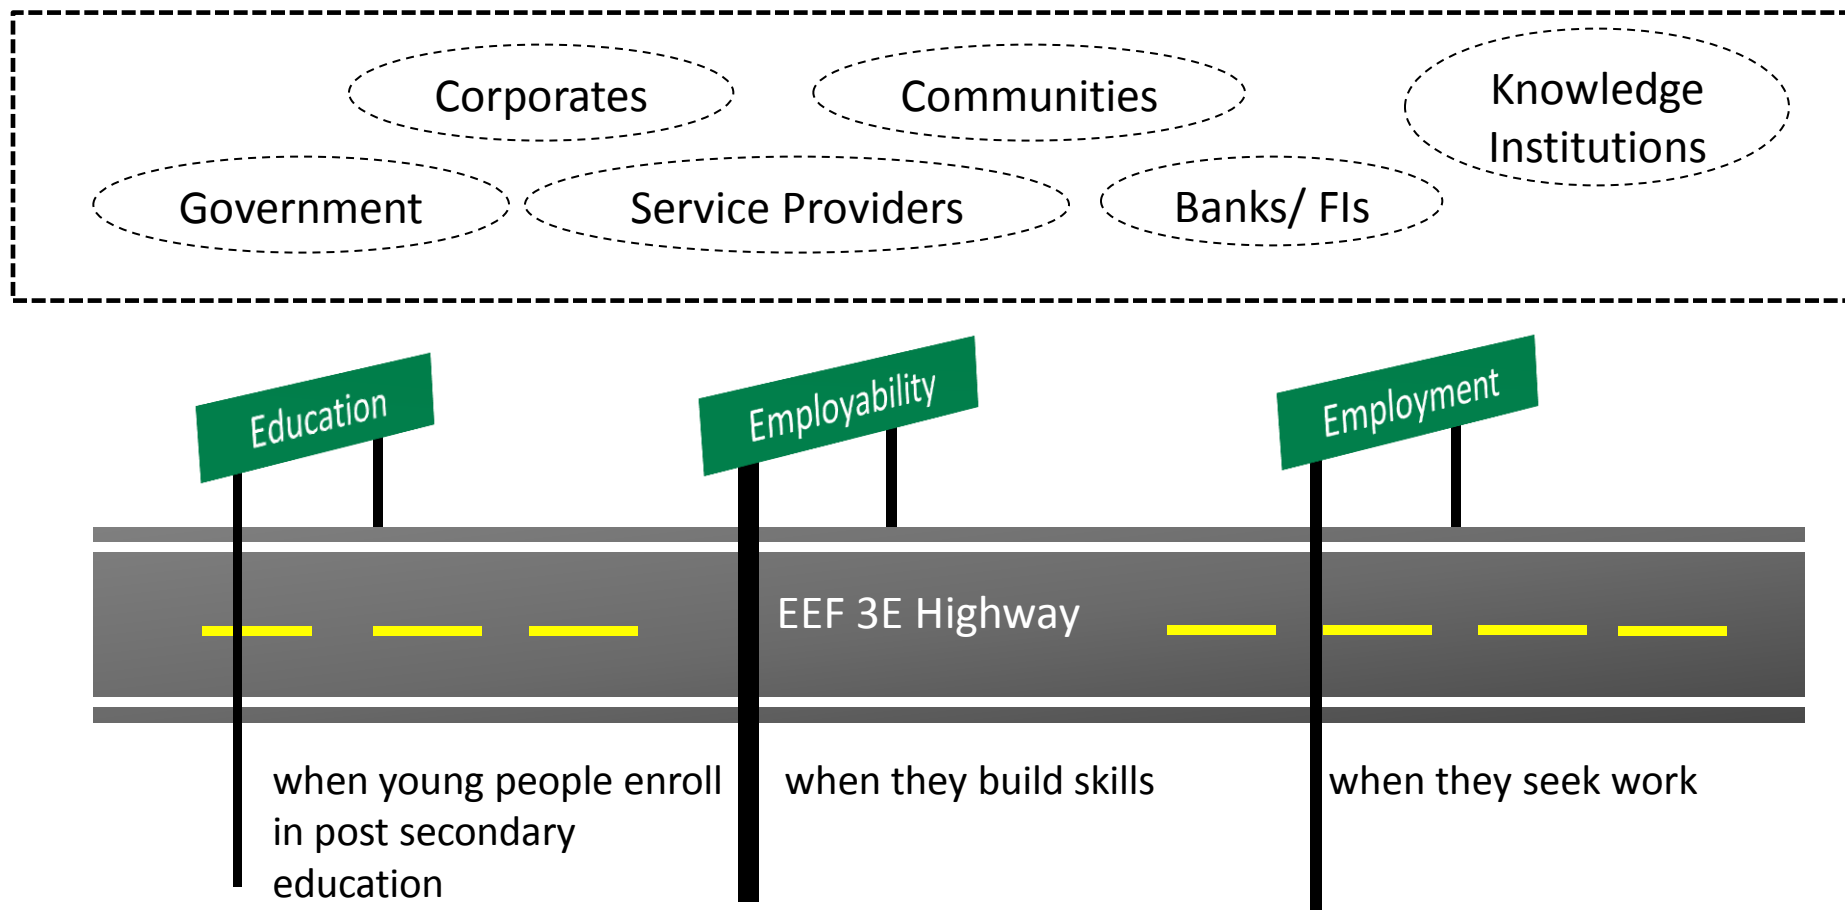 Corporates
Communities
Knowledge
Institutions
Government
Service Providers
Banks/ FIs
Education
Employability
Employment
EEF 3E Highway
when young people enroll
in post secondary
education
when they build skills
when they seek work